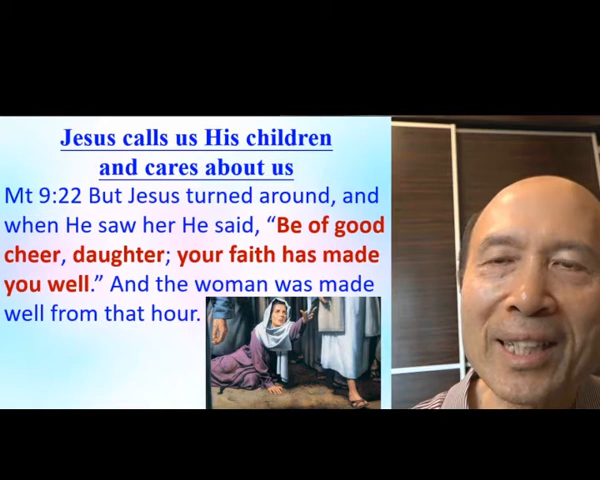 Jesus calls us His children
and cares about us
Mt 9:22 But Jesus turned around, and
when He saw her He said, “Be of good
cheer, daughter; your faith has made
you well.” And the woman was made
well from that hour.